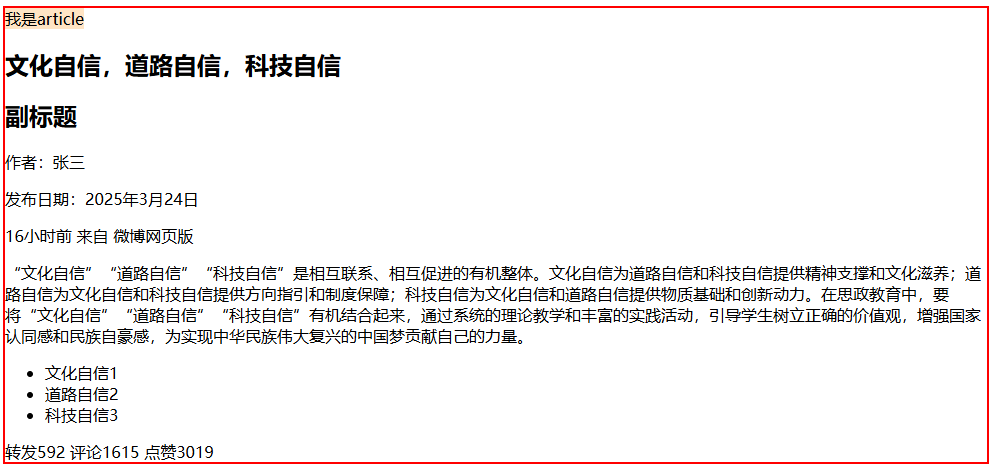 我是article
文化自信，道路自信，科技自信
副标题
作者：张三
发布日期：2025年3月24日
16小时前 来自 微博网页版
“文化自信”“道路自信”“科技自信”是相互联系、相互促进的有机整体。文化自信为道路自信和科技自信提供精神支撑和文化滋养；道
路自信为文化自信和科技自信提供方向指引和制度保障；科技自信为文化自信和道路自信提供物质基础和创新动力。在思政教育中，要
将“文化自信”“道路自信”“科技自信”有机结合起来，通过系统的理论教学和丰富的实践活动，引导学生树立正确的价值观，增强国家
认同感和民族自豪感，为实现中华民族伟大复兴的中国梦贡献自己的力量。
• 文化自信1
• 道路自信2
• 科技自信3
转发592 评论1615 点赞3019